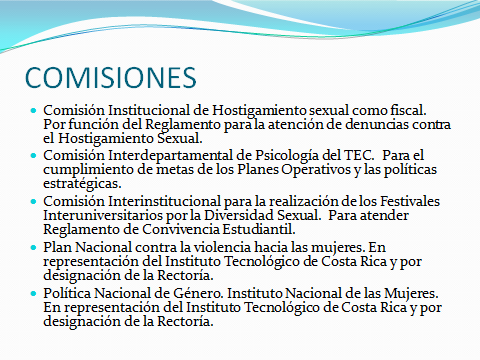 COMISIONES
Comisión Institucional de Hostigamiento sexual como fiscal.
Por función del Reglamento para la atención de denuncias contra
el Hostigamiento Sexual.
Comisión Interdepartamental de Psicología del TEC. Para el
cumplimiento de metas de los Planes Operativos y las políticas
estratégicas.
Comisión Interinstitucional para la realización de los Festivales
Interuniversitarios por la Diversidad Sexual. Para atender
Reglamento de Convivencia Estudiantil.
Plan Nacional contra la violencia hacia las mujeres. En
representación del Instituto Tecnológico de Costa Rica y por
designación de la Rectoría.
Política Nacional de Género. Instituto Nacional de las Mujeres.
En representación del Instituto Tecnológico de Costa Rica y por
designación de la Rectoría.